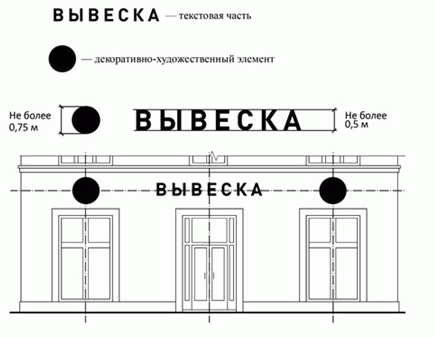 ВЫВЕСКА — текстовая часть
— декоративно-художественный элемент
Не более 0,75 м
ВЫВЕСКА
Не более 0,5 м
ВЫВЕСКА